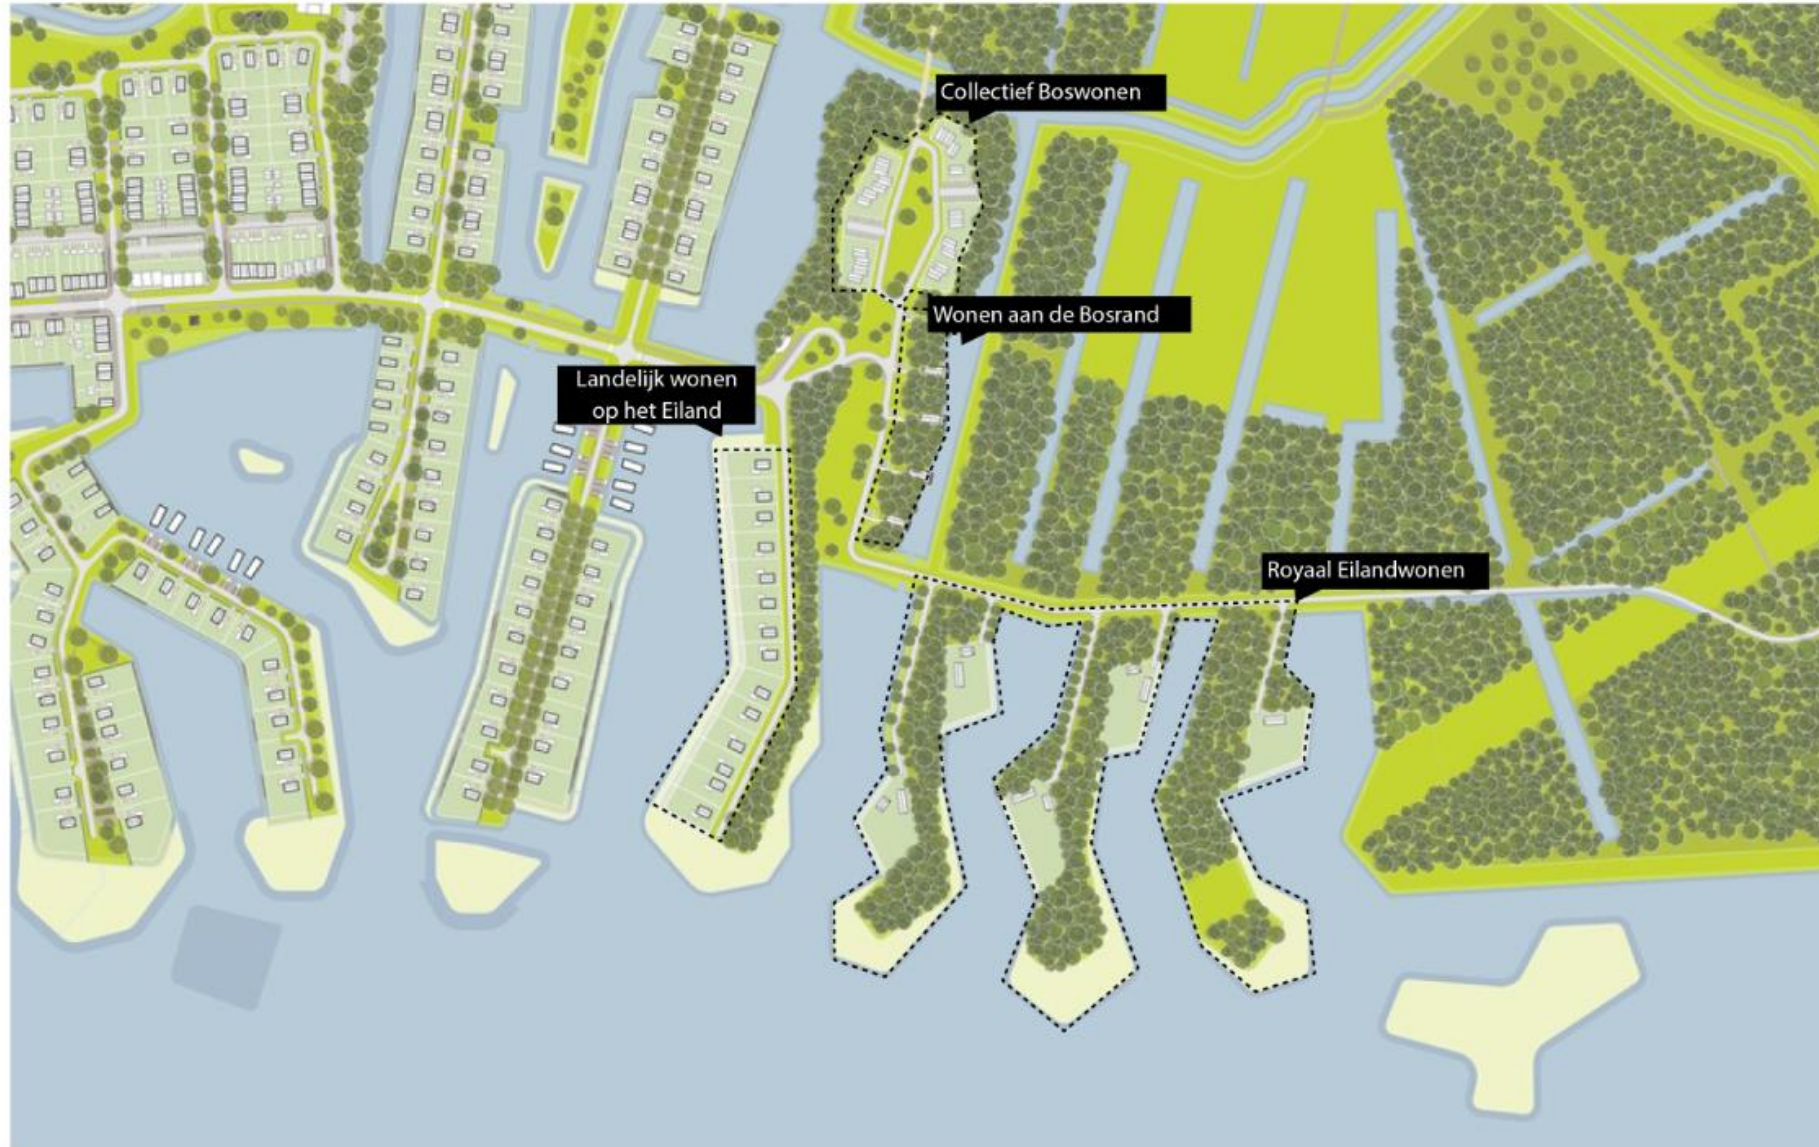 Collectief Boswonen
Wonen aan de Bosrand
Landelijk wonen
op het Eiland
Royaal Eilandwonen